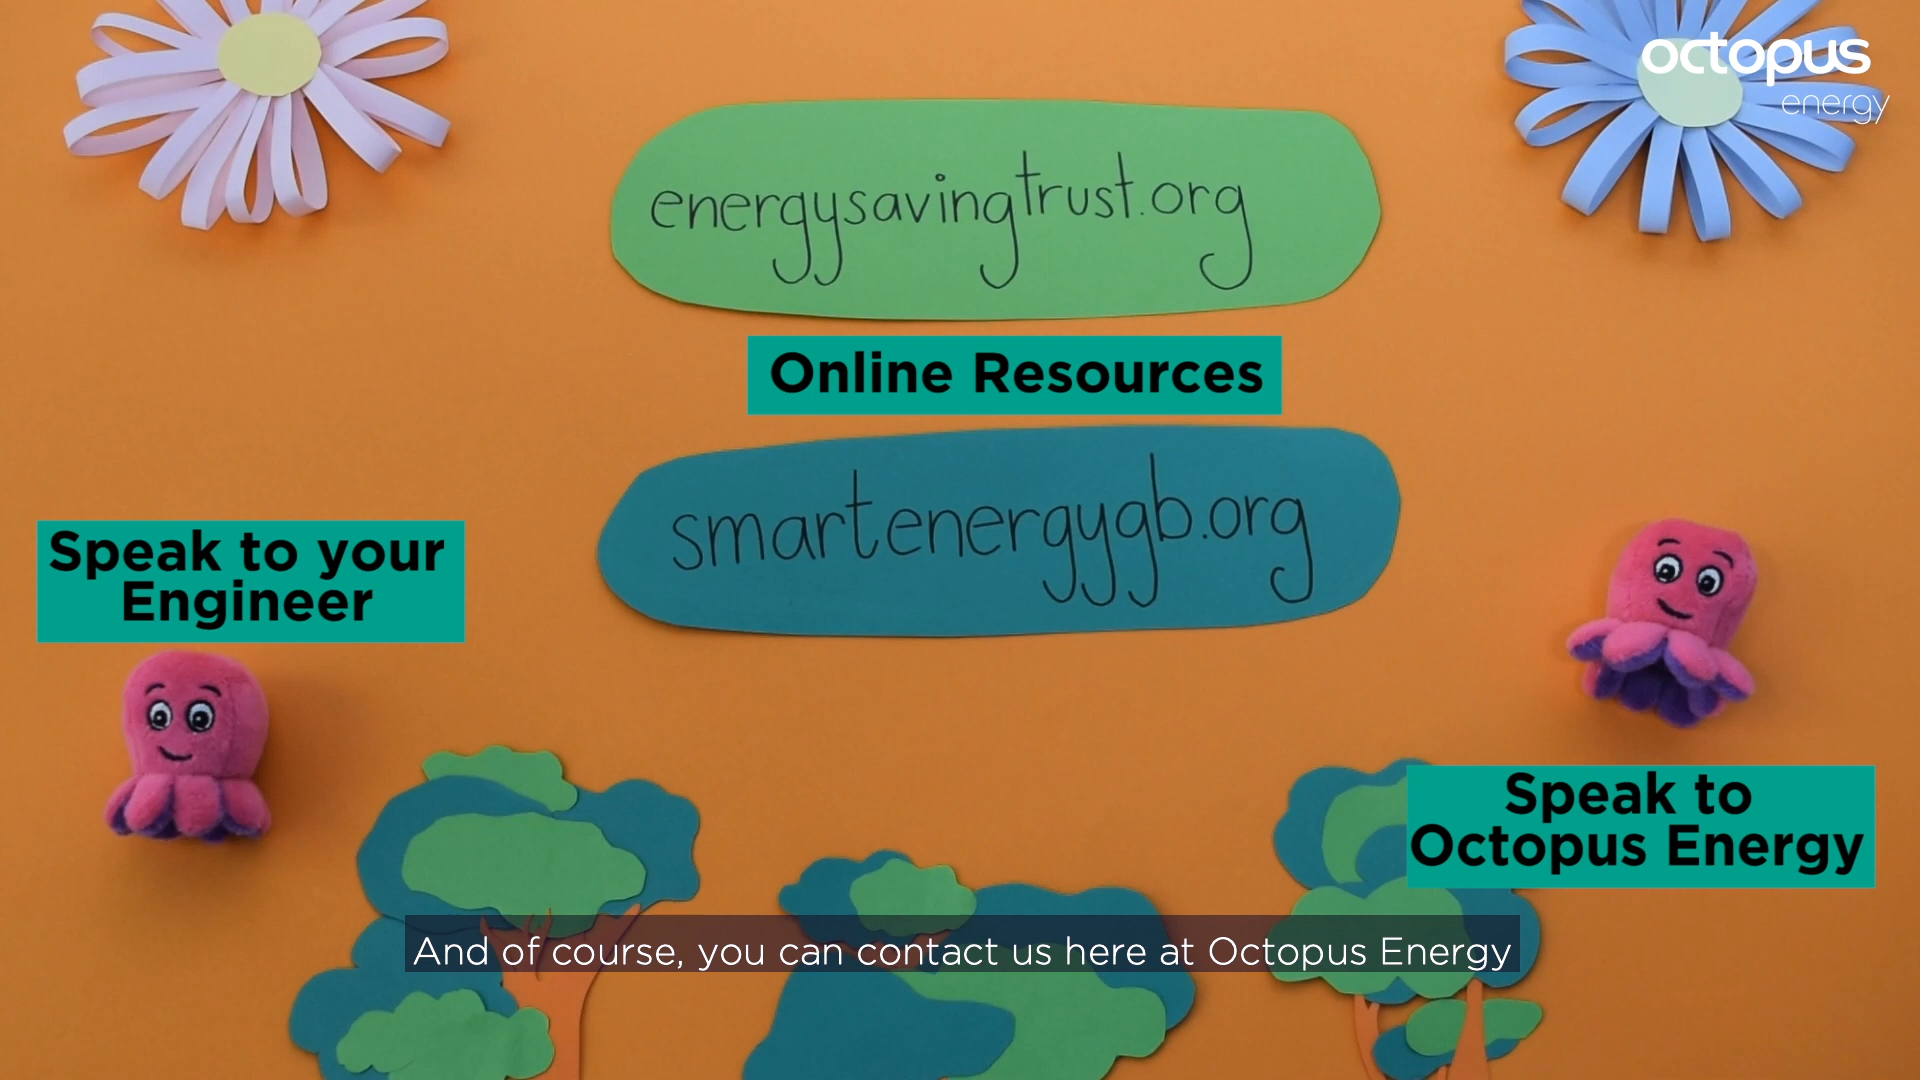 octopus
energy
energysavingtrust.org
Online Resources
smartenergygb.org
Speak to your
Engineer
Speak to
Octopus Energy
And of course, you can contact us here at Octopus Energy